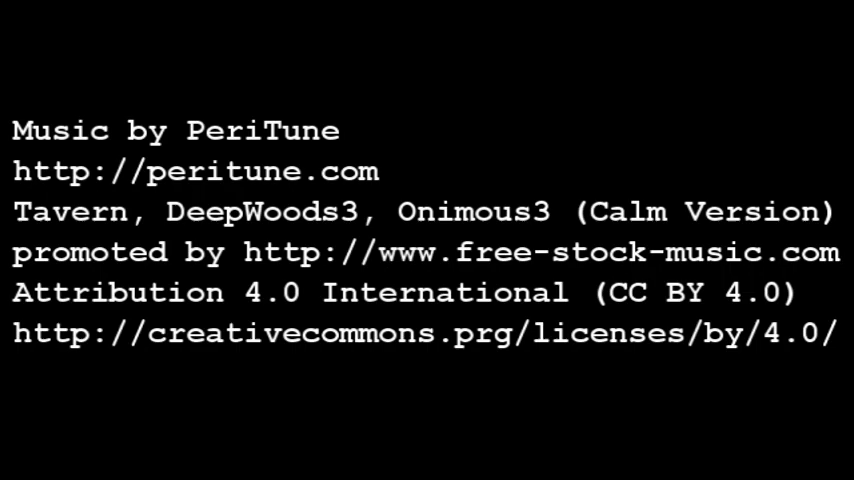 Music by PeriTune
http://peritune.com
Tavern, DeepWoods3, Onimous3 (Calm Version)
promoted by http://www.free-stock-music.com
Attribution 4.0 International (CC BY 4.0)
http://creativecommons.prg/licenses/by/4.0/